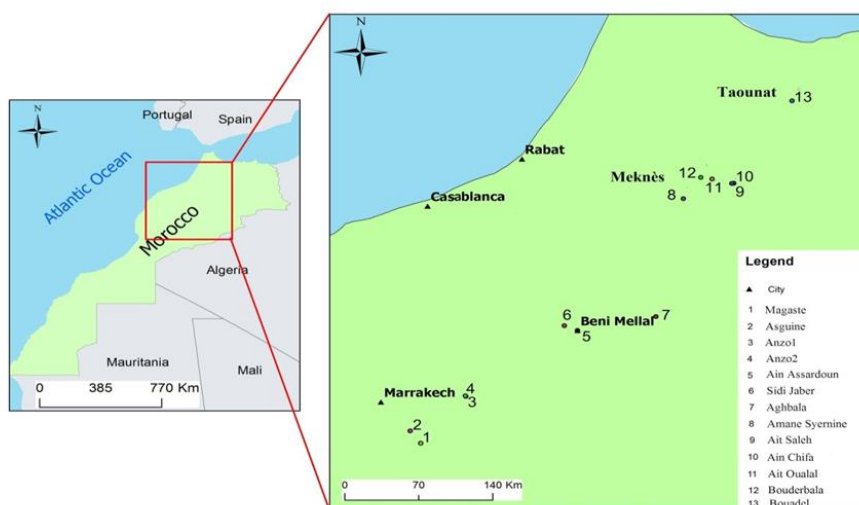 N
Portugal
Spain
Atlantic Ocean
Morocco
Algeria
Mauritania
Mali
0 385 770 Km
N
Taounat
13
Rabat
Meknès
12
11
10
9
8
Casablanca
6
Beni Mellal
7
5
Marrakech
4
3
2
1
0 70 140 Km
Legend
City
1 Magaste
2 Asguine
3 Anzo1
4 Anzo2
5 Ain Assardoun
6 Sidi Jaber
7 Aghbala
8 Amane Syernine
9 Ait Saleh
10 Ain Chifa
11 Ait Oualal
12 Bouderbala
13 Bouadel